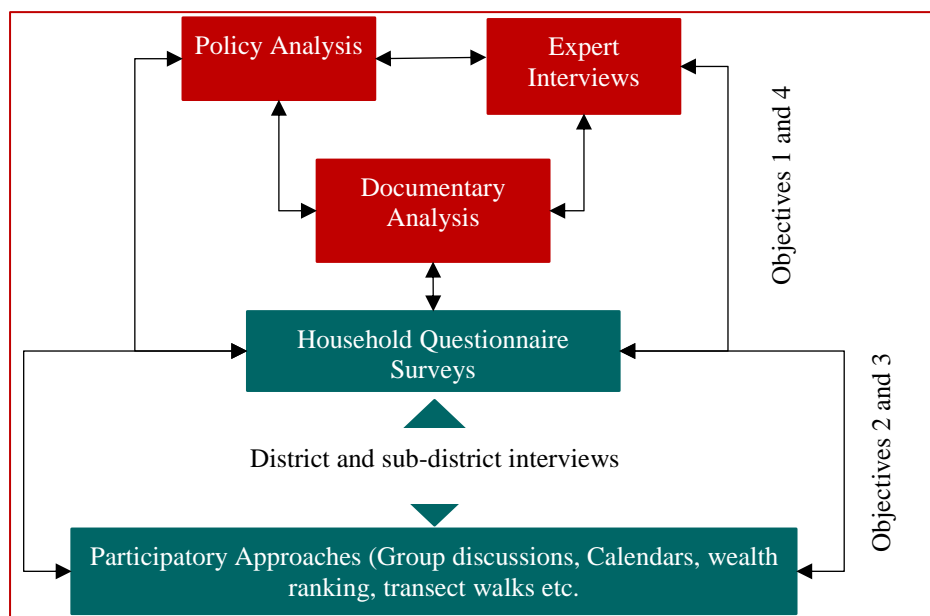 Policy Analysis
Expert
Interviews
Documentary
Analysis
Objectives 1 and 4
Household Questionnaire
Surveys
District and sub-district interviews
Objectives 2 and 3
Participatory Approaches (Group discussions, Calendars, wealth
ranking, transect walks etc.